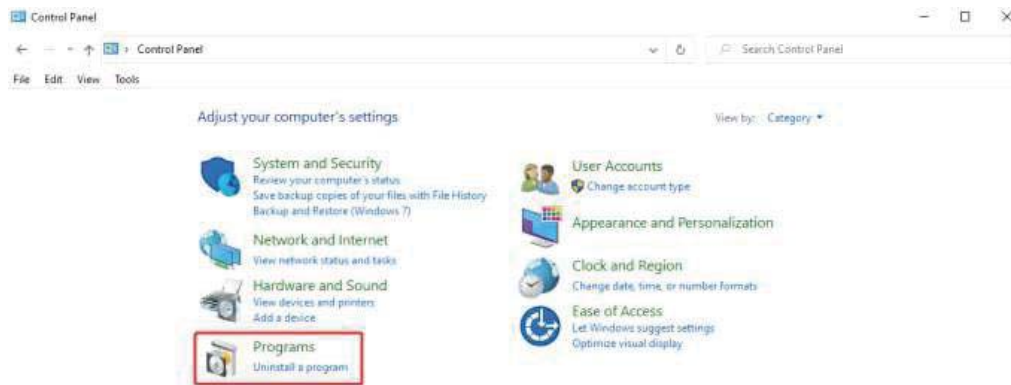 Control Panel
Control Panel
Search Control Panel
File Edit View Tools
Adjust your computer's settings
View by: Category
System and Security
Review your computer's status
Save backup copies of your files with File History
Backup and Restore (Windows 7)
Network and Internet
View network status and tasks
Hardware and Sound
View devices and printers
Add a device
Programs
Uninstall a program
User Accounts
Change account type
Appearance and Personalization
Clock and Region
Change date, time, or number formats
Ease of Access
Let Windows suggest settings
Optimize visual display